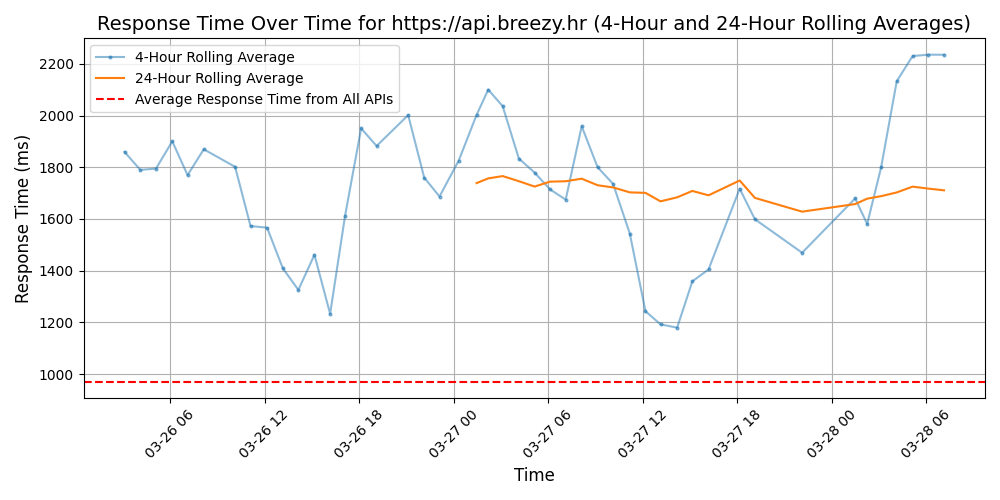 Response Time Over Time for https://api.breezy.hr (4-Hour and 24-Hour Rolling Averages)
4-Hour Rolling Average
24-Hour Rolling Average
Average Response Time from All APIs
Response Time (ms)
2200
2000
1800
1600
1400
1200
1000
03-26 06
03-26 12
03-26 18
03-27 00
03-27 06
03-27 12
03-27 18
03-28 00
03-28 06
Time